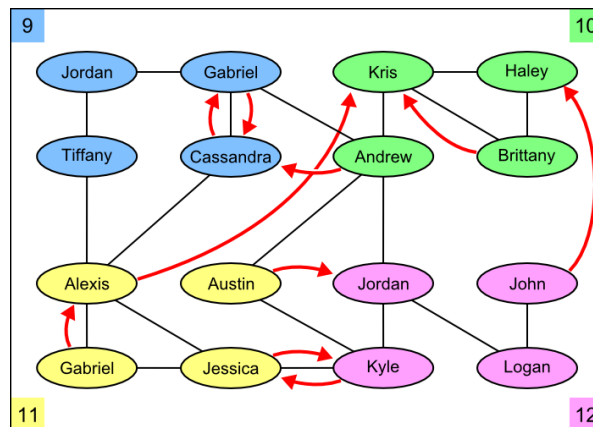 9 10
Jordan Gabriel Kris Haley
Tiffany Cassandra Andrew Brittany
Alexis Austin Jordan John
Gabriel Jessica Kyle Logan
11 12